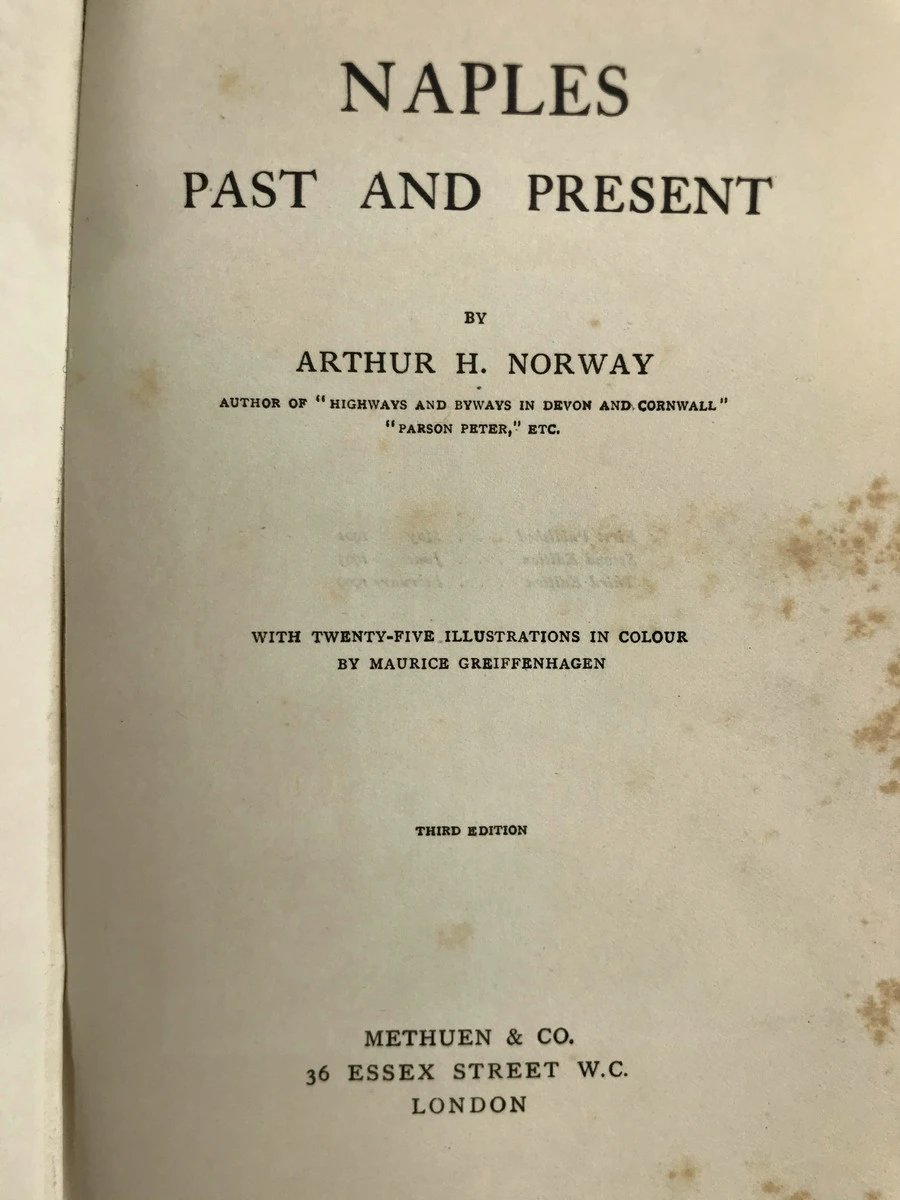 NAPLES
PAST AND PRESENT
BY
ARTHUR H. NORWAY
AUTHOR OF "HIGHWAYS AND BYWAYS IN DEVON AND CORNWALL"
"PARSON PETER," ETC.
WITH TWENTY-FIVE ILLUSTRATIONS IN COLOUR
BY MAURICE GREIFFENHAGEN
THIRD EDITION
METHUEN & CO.
36 ESSEX STREET W.C.
LONDON